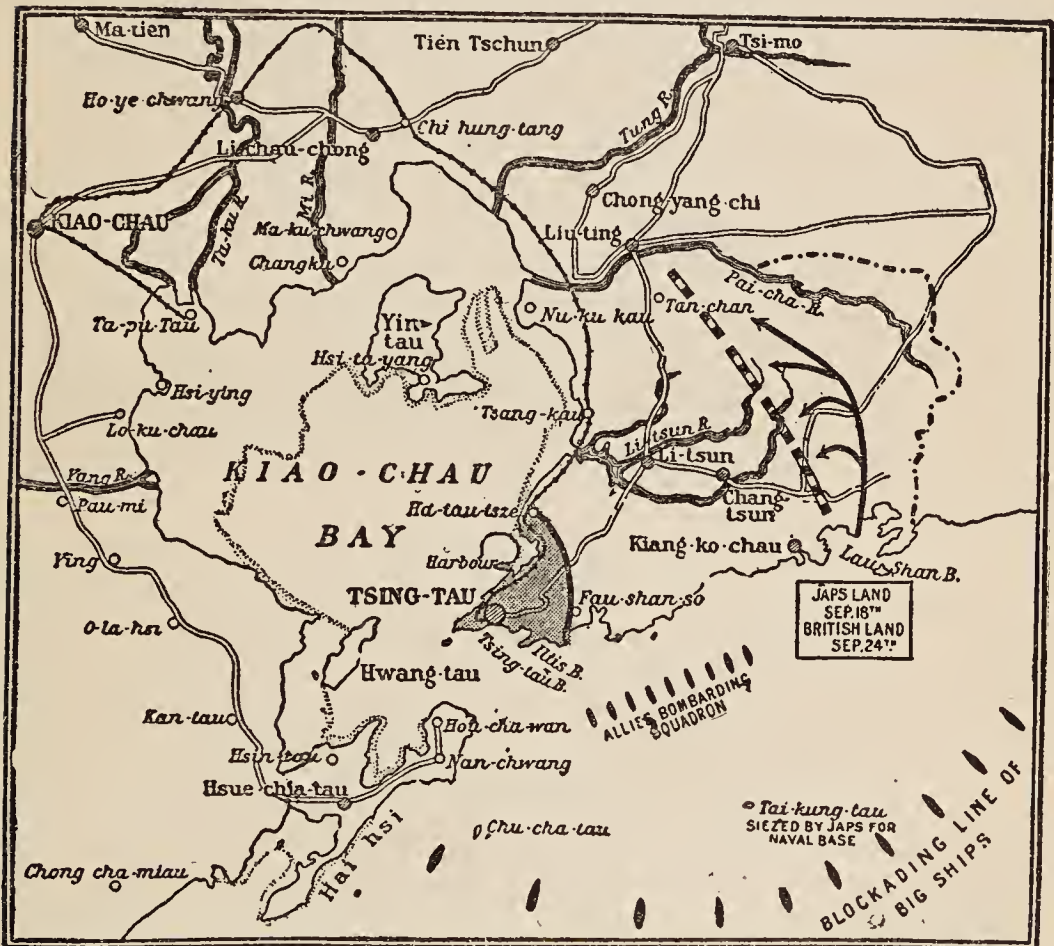 Ma-tien
Tién Tschun
Tsi-mo
Ho-ye-chwang
Chi hung-tang
Tung R.
Li-chau-chong
Chong-yang-chi
KIAO-CHAU
Ta-ku R.
Mi R.
Ma-ku-chwang
Liu-ting
Changku
Pai-cha-R.
Ta-pu-Tau
Yin-
tau
Nu-ku kau
Tan-chan
Hsi-ta-yang
Hsi-ying
Tsang-kau
Lo-ku-chau
Li-tsun R.
KIAO-CHAU
BAY
Li-tsun
Yang R.
Chang
tsun
Pau-mi
Ha-tau-tsze
Kiang-ko-chau
Lau-Shan B.
Ying
Harbour
TSING-TAU
Fau-shan-so
JAPS LAND
SEP. 18TH
BRITISH LAND
SEP. 24TH
O-la-hsi
Iltis B.
Tsing-tau B.
Hwang-tau
ALLIES BOMBARDING
SQUADRON
Kan-tau
Hou-cha-wan
Hsin-tau
Nan-chwang
Hsue-chia-tau
Tai-kung-tau
SIEZED BY JAPS FOR
NAVAL BASE
Chu-cha-tau
Hai hsi
BLOCKADING LINE OF
BIG SHIPS
Chong cha-miau